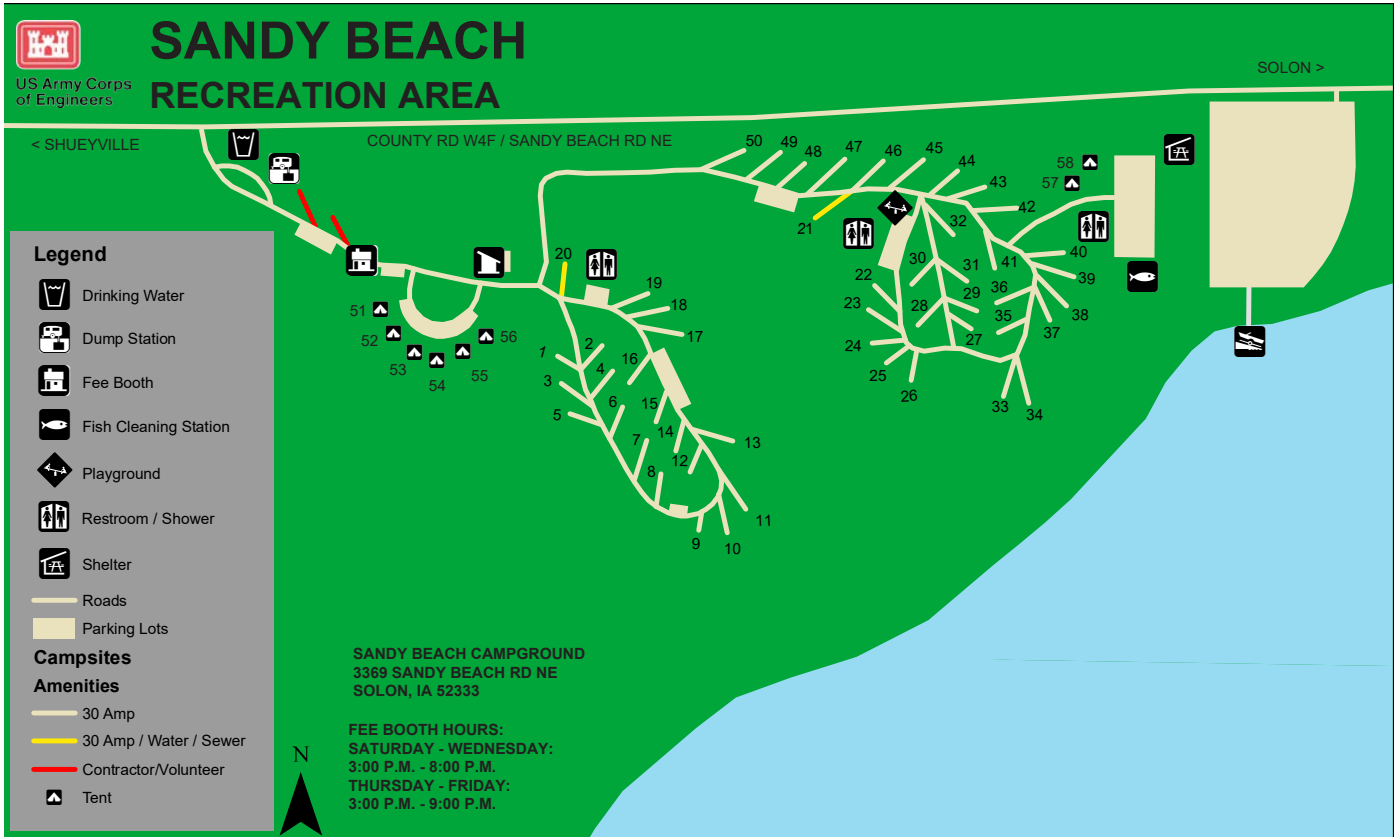 SANDY BEACH
RECREATION AREA
US Army Corps
of Engineers
SOLON >
< SHUEYVILLE
COUNTY RD W4F / SANDY BEACH RD NE
50
49
48
47
46
45
44
43
42
58
57
21
32
41
40
39
38
37
36
35
34
33
31
30
29
28
27
26
25
24
23
22
20
19
18
17
16
15
14
13
12
11
10
9
8
7
6
5
4
3
2
1
51
52
53
54
55
56
Legend
Drinking Water
Dump Station
Fee Booth
Fish Cleaning Station
Playground
Restroom / Shower
Shelter
Roads
Parking Lots
Campsites
Amenities
30 Amp
30 Amp / Water / Sewer
Contractor/Volunteer
Tent
N
SANDY BEACH CAMPGROUND
3369 SANDY BEACH RD NE
SOLON, IA 52333
FEE BOOTH HOURS:
SATURDAY - WEDNESDAY:
3:00 P.M. - 8:00 P.M.
THURSDAY - FRIDAY:
3:00 P.M. - 9:00 P.M.